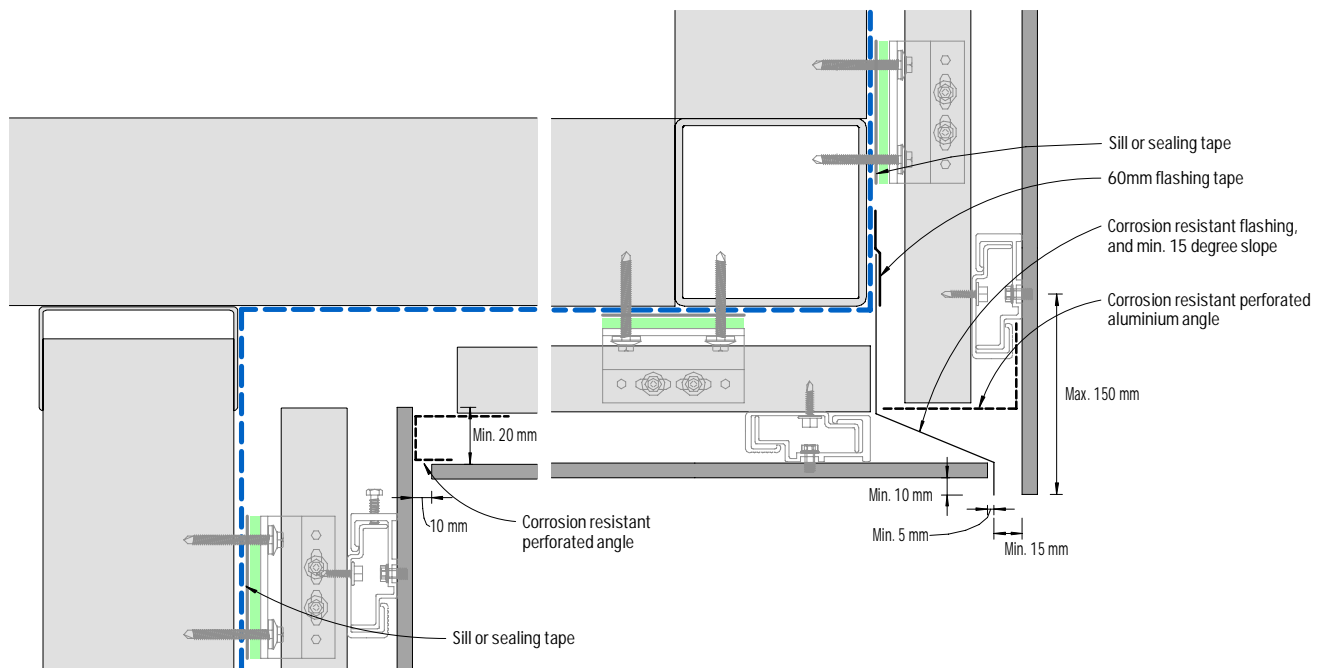 Sill or sealing tape
60mm flashing tape
Corrosion resistant flashing,
and min. 15 degree slope
Corrosion resistant perforated
aluminium angle
Max. 150 mm
Min. 20 mm
Min. 10 mm
10 mm
Corrosion resistant
perforated angle
Min. 5 mm
Min. 15 mm
Sill or sealing tape